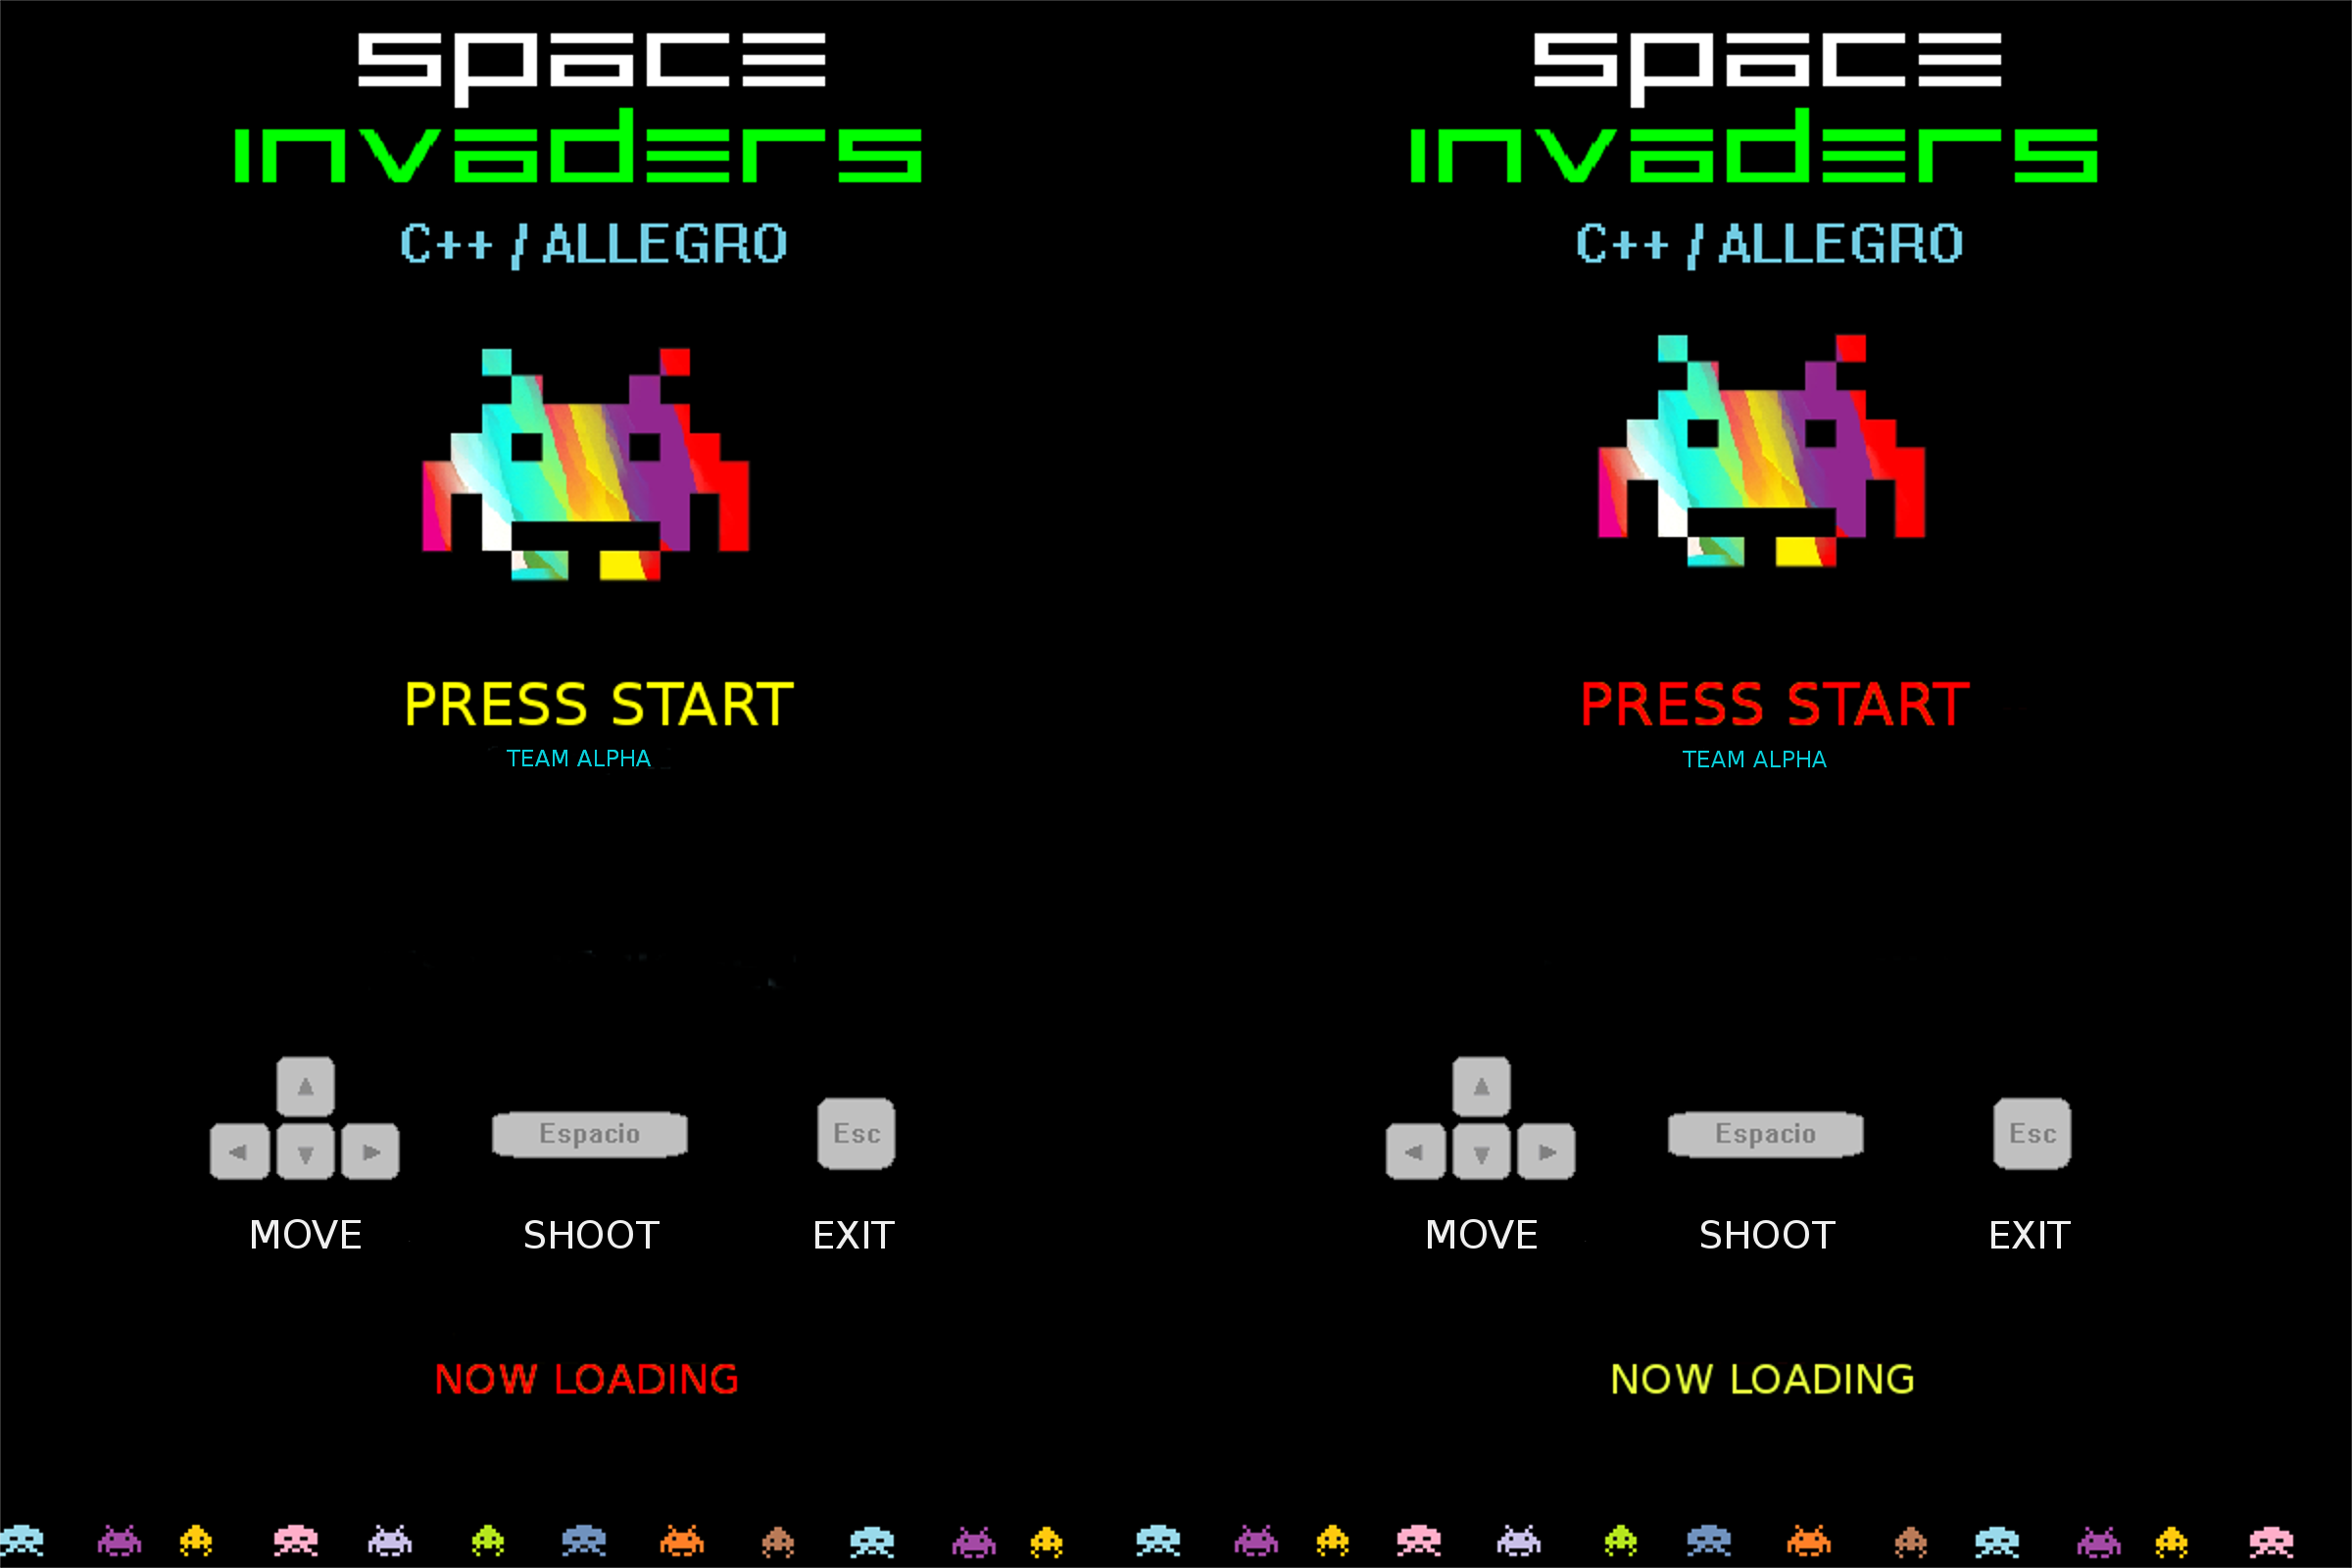 space
invaders
C++ / ALLEGRO
PRESS START
TEAM ALPHA
Espacio
Esc
MOVE
SHOOT
EXIT
NOW LOADING
space
invaders
C++ / ALLEGRO
PRESS START
TEAM ALPHA
Espacio
Esc
MOVE
SHOOT
EXIT
NOW LOADING